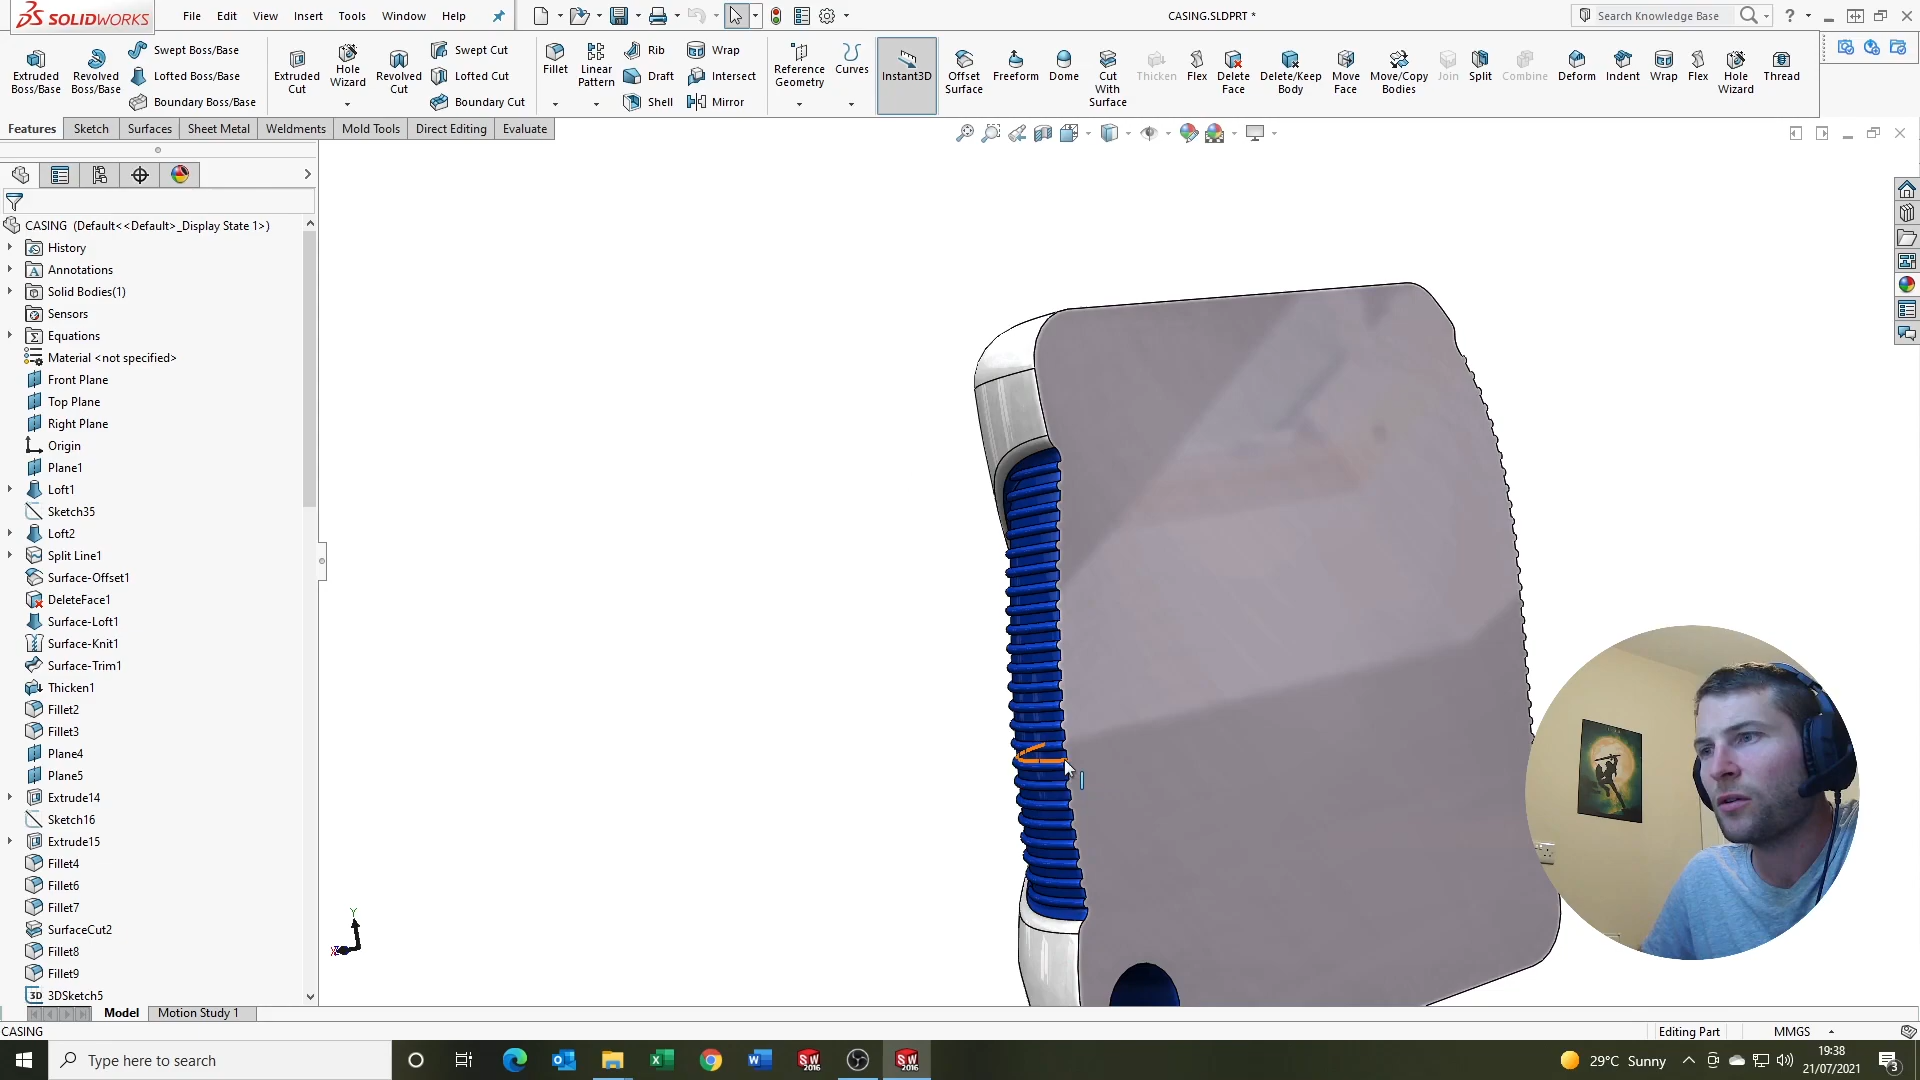 SOLIDWORKS File Edit View Insert Tools Window Help CASING.SLDPRT * Search Knowledge Base
Extruded Boss/Base
Revolved Boss/Base
Swept Boss/Base
Lofted Boss/Base
Boundary Boss/Base
Extruded Cut
Hole Wizard
Revolved Cut
Swept Cut
Lofted Cut
Boundary Cut
Fillet
Linear Pattern
Rib
Draft
Shell
Wrap
Intersect
Mirror
Reference Geometry
Curves
Instant3D
Offset Surface
Freeform
Dome
Cut With Surface
Thicken
Flex
Delete Face
Delete/Keep Body
Move Face
Move/Copy Bodies
Join
Split
Combine
Deform
Indent
Wrap
Flex
Hole Wizard
Thread
Features Sketch Surfaces Sheet Metal Weldments Mold Tools Direct Editing Evaluate
CASING (Default<<Default>_Display State 1>)
History
Annotations
Solid Bodies(1)
Sensors
Equations
Material <not specified>
Front Plane
Top Plane
Right Plane
Origin
Plane1
Loft1
Sketch35
Loft2
Split Line1
Surface-Offset1
DeleteFace1
Surface-Loft1
Surface-Knit1
Surface-Trim1
Thicken1
Fillet2
Fillet3
Plane4
Plane5
Extrude14
Sketch16
Extrude15
Fillet4
Fillet6
Fillet7
SurfaceCut2
Fillet8
Fillet9
3D 3DSketch5
Y
X
Model Motion Study 1
CASING Editing Part MMGS
Type here to search
SW 2016
SW 2016
29°C Sunny
19:38
21/07/2021
3